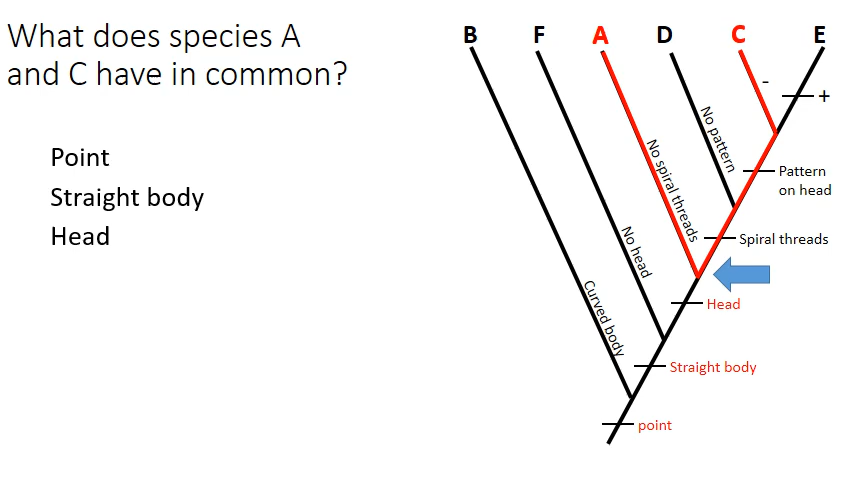 What does species A
and C have in common?
Point
Straight body
Head
B F A D C E
-
+
No pattern
No spiral threads
Pattern
on head
Spiral threads
No head
Curved body
Head
Straight body
point